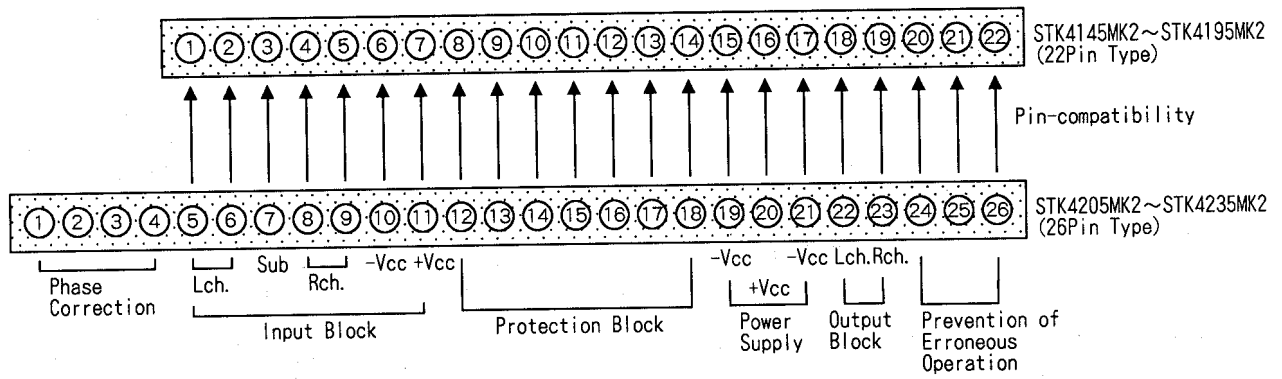 ① ② ③ ④ ⑤ ⑥ ⑦ ⑧ ⑨ ⑩ ⑪ ⑫ ⑬ ⑭ ⑮ ⑯ ⑰ ⑱ ⑲ ⑳ ㉑ ㉒ STK4145MK2～STK4195MK2
(22Pin Type)
Pin-compatibility
① ② ③ ④ ⑤ ⑥ ⑦ ⑧ ⑨ ⑩ ⑪ ⑫ ⑬ ⑭ ⑮ ⑯ ⑰ ⑱ ⑲ ⑳ ㉑ ㉒ ㉓ ㉔ ㉕ ㉖ STK4205MK2～STK4235MK2
(26Pin Type)
Sub -Vcc +Vcc -Vcc -Vcc Lch. Rch.
Phase Lch. Rch. +Vcc
Correction
Input Block Protection Block Power Output Prevention of
Supply Block Erroneous
Operation